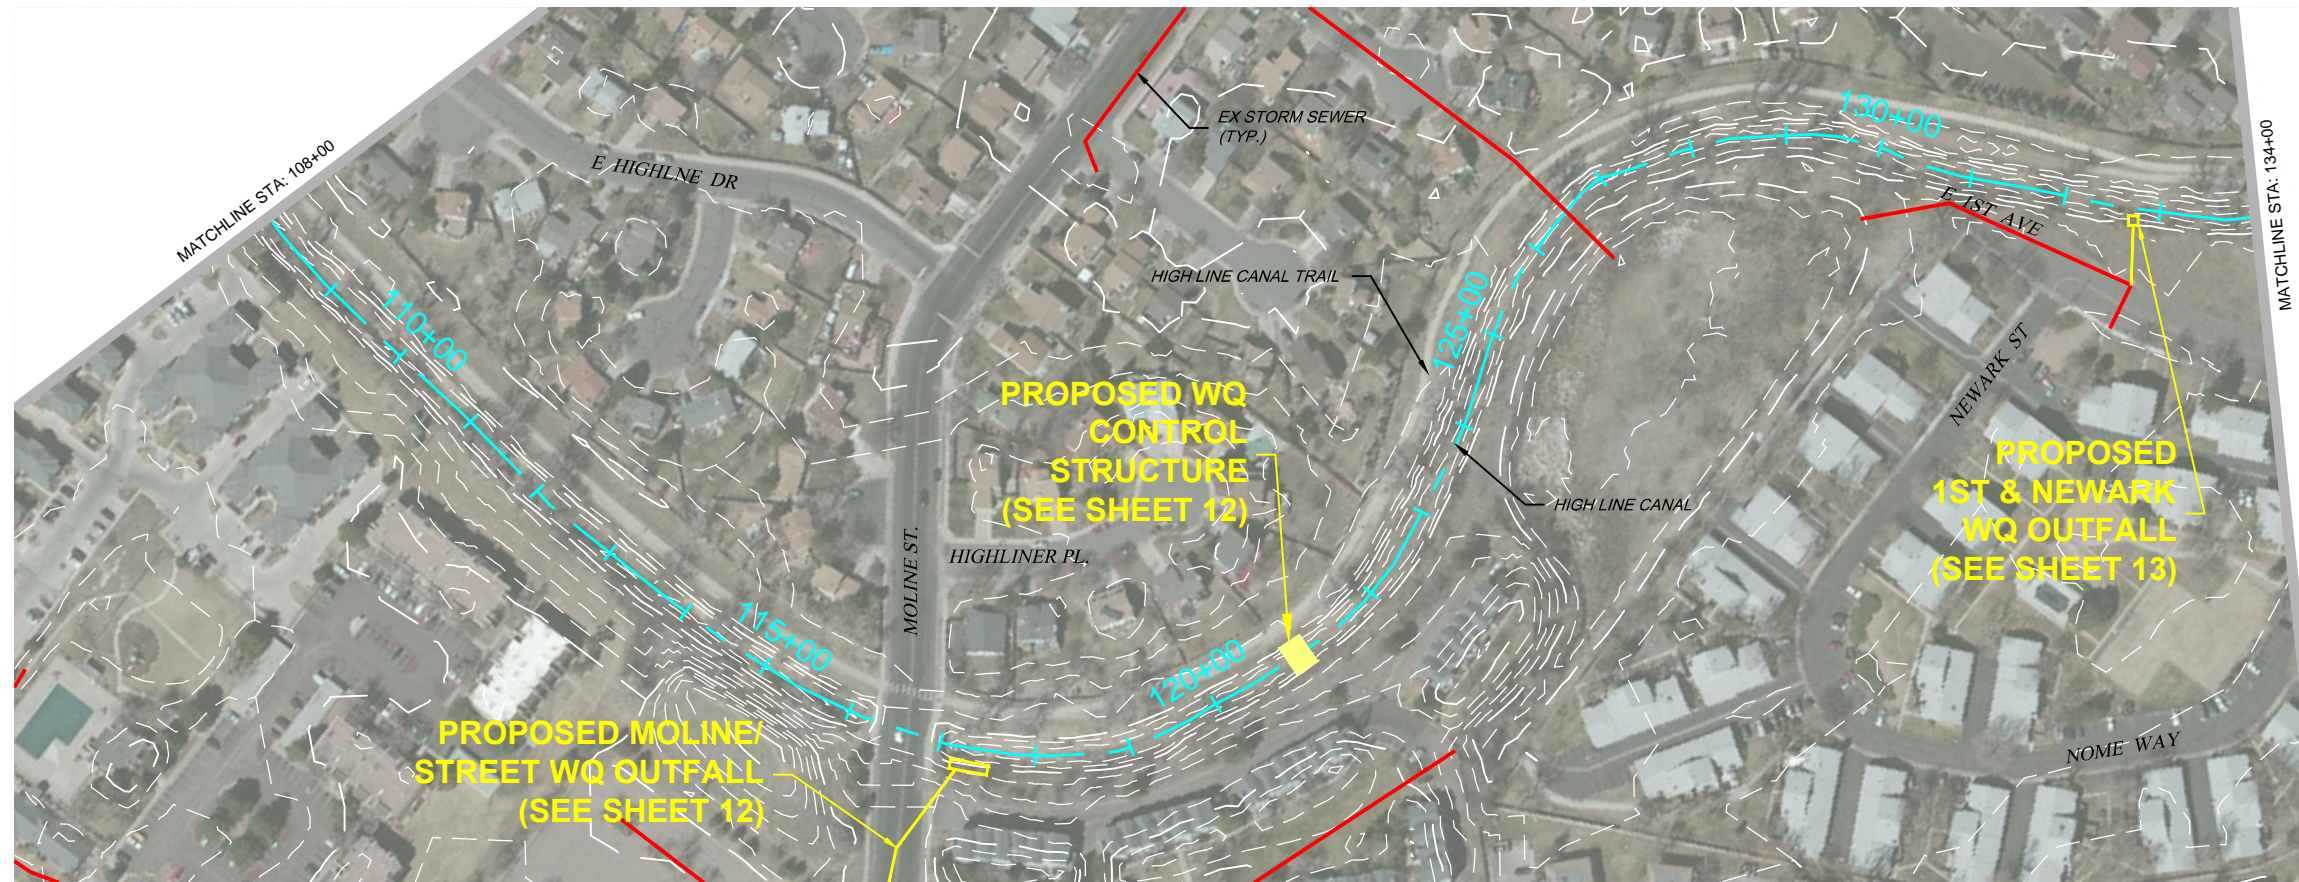 MATCHLINE STA: 108+00
E HIGHLNE DR
EX STORM SEWER
(TYP.)
130+00
MATCHLINE STA: 134+00
E 1ST AVE
HIGH LINE CANAL TRAIL
110+00
125+00
NEWARK ST
PROPOSED WQ
CONTROL
STRUCTURE
(SEE SHEET 12)
PROPOSED
1ST & NEWARK
WQ OUTFALL
(SEE SHEET 13)
HIGH LINE CANAL
MOLINE ST.
HIGHLINER PL.
115+00
120+00
PROPOSED MOLINE/
STREET WQ OUTFALL
(SEE SHEET 12)
NOME WAY